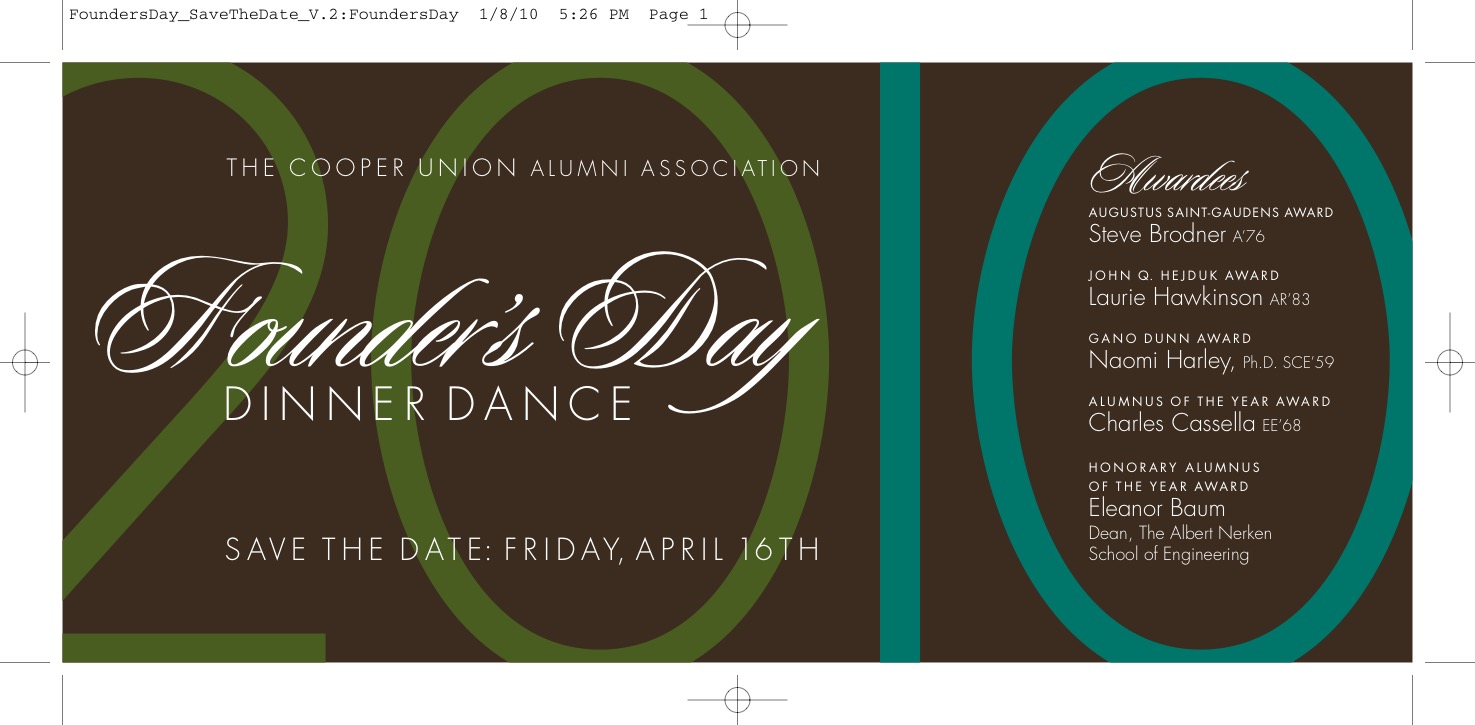 FoundersDay_SaveTheDate_V.2:FoundersDay 1/8/10 5:26 PM Page 1
2010
THE COOPER UNION ALUMNI ASSOCIATION
Founder’s Day
DINNER DANCE
SAVE THE DATE: FRIDAY, APRIL 16TH
Awardees
AUGUSTUS SAINT-GAUDENS AWARD
Steve Brodner A’76
JOHN Q. HEJDUK AWARD
Laurie Hawkinson AR’83
GANO DUNN AWARD
Naomi Harley, Ph.D. SCE’59
ALUMNUS OF THE YEAR AWARD
Charles Cassella EE’68
HONORARY ALUMNUS
OF THE YEAR AWARD
Eleanor Baum
Dean, The Albert Nerken
School of Engineering